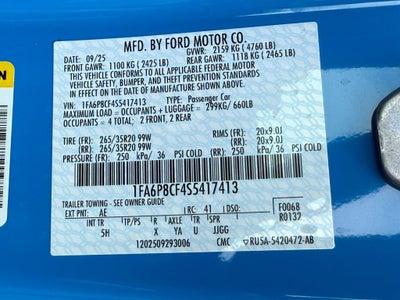 MFD. BY FORD MOTOR CO.
DATE: 09/25 GVWR: 2159 KG (4760 LB)
FRONT GAWR: 1100 KG (2425 LB) REAR GAWR: 1118 KG (2465 LB)
THIS VEHICLE CONFORMS TO ALL APPLICABLE FEDERAL MOTOR
VEHICLE SAFETY, BUMPER, AND THEFT PREVENTION STANDARDS
IN EFFECT ON THE DATE OF MANUFACTURE SHOWN ABOVE.
VIN: 1FA6P8CF4S5417413 TYPE: Passenger Car
MAXIMUM LOAD = OCCUPANTS + LUGGAGE = 299KG/ 660LB
OCCUPANTS = 4 TOTAL; 2 FRONT, 2 REAR
TIRE (FR): 265/35R20 99W RIMS (FR): 20x9.0J
TIRE (RR): 265/35R20 99W (RR): 20x9.0J
PRESSURE (FR): 250 kPa/ 36 PSI COLD (RR): 250 kPa/ 36 PSI COLD
1FA6P8CF4S5417413
TRAILER TOWING - SEE OWNER GUIDE
EXT PNT: AE RC: 41 DSO: F0068
R0132
INT TR TP/PS R AXLE TR SPR
5H X YA U JJGG
1202509293006 CMC RU5A-5420472-AB